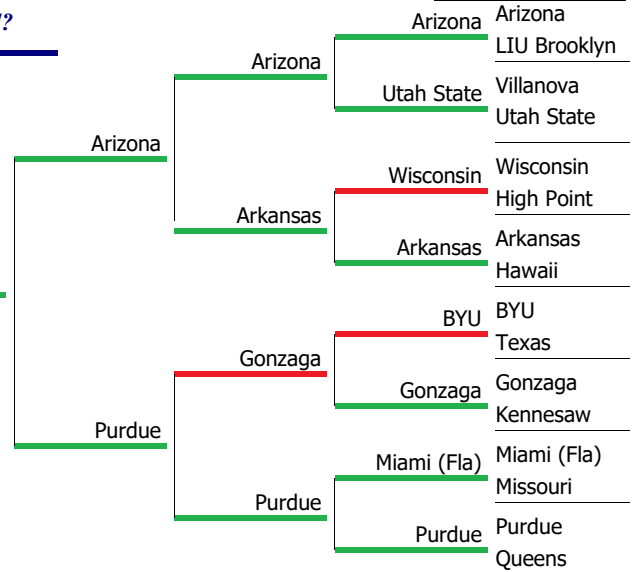 ?
Arizona
Arizona
LIU Brooklyn
Arizona
Utah State
Villanova
Utah State
Arizona
Wisconsin
Wisconsin
High Point
Arkansas
Arkansas
Arkansas
Hawaii
BYU
BYU
Texas
Gonzaga
Gonzaga
Gonzaga
Kennesaw
Purdue
Miami (Fla)
Miami (Fla)
Missouri
Purdue
Purdue
Purdue
Queens